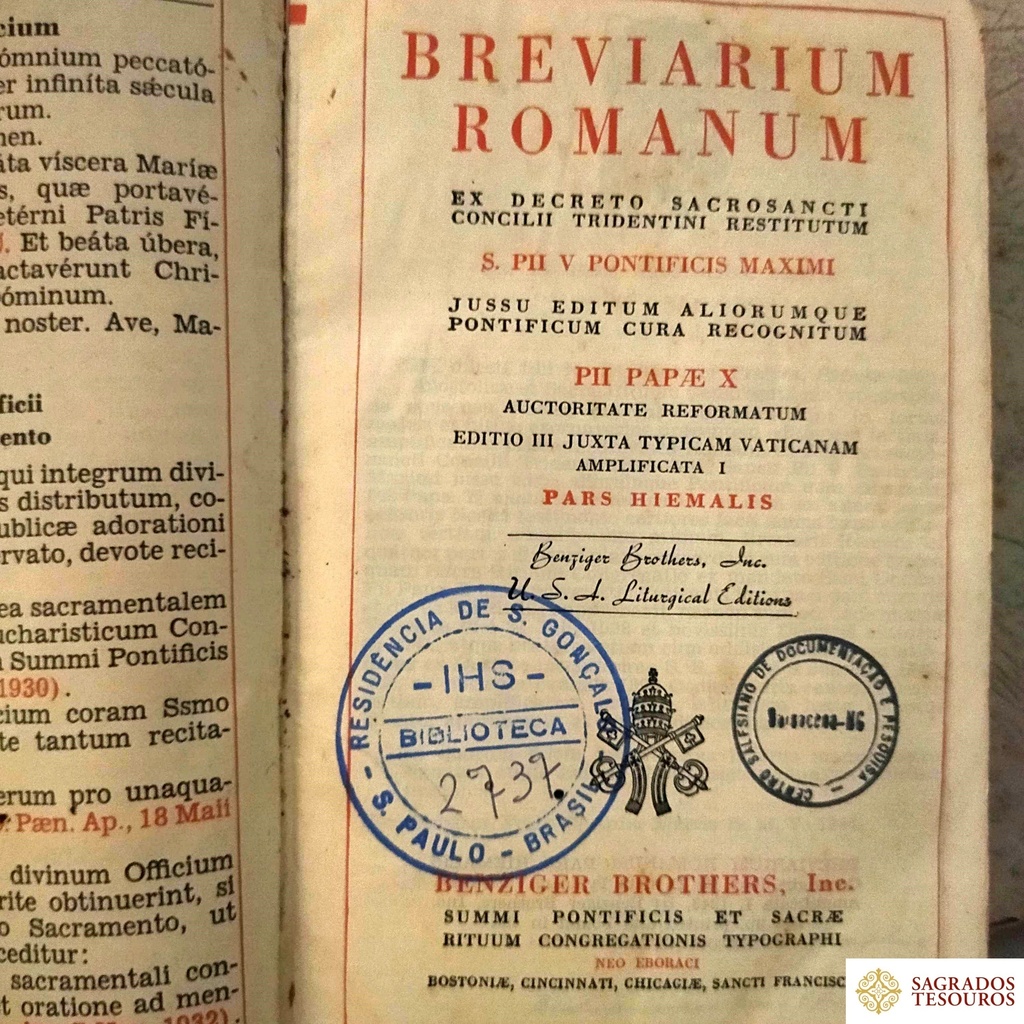 cium
ómnium peccató-
er infiníta sǽcula
rum.
men.
áta víscera Maríæ
s, quæ portavé-
etérni Patris Fí-
Et beáta úbera,
actavérunt Chri-
óminum.
noster. Ave, Ma-
ficii
ento
qui integrum divi-
s distributum, co-
ublicæ adorationi
rvato, devote reci-
ea sacramentalem
ucharisticum Con-
Summi Pontificis
1930).
cium coram Ssmo
te tantum recita-
erum pro unaqua-
Pæn. Ap., 18 Maii
divinum Officium
rite obtinuerint, si
o Sacramento, ut
ceditur:
sacramentali con-
et oratione ad men-
1932).
BREVIARIUM
ROMANUM
EX DECRETO SACROSANCTI
CONCILII TRIDENTINI RESTITUTUM
S. PII V PONTIFICIS MAXIMI
JUSSU EDITUM ALIORUMQUE
PONTIFICUM CURA RECOGNITUM
PII PAPÆ X
AUCTORITATE REFORMATUM
EDITIO III JUXTA TYPICAM VATICANAM
AMPLIFICATA I
PARS HIEMALIS
Benziger Brothers, Inc.
U. S. A. Liturgical Editions
RESIDÊNCIA DE S. GONÇALO
- IHS -
BIBLIOTECA
2737
- S. PAULO - BRASIL -
CENTRO SALESIANO DE DOCUMENTAÇÃO E PESQUISA -
Barbacena-MG
BENZIGER BROTHERS, Inc.
SUMMI PONTIFICIS ET SACRÆ
RITUUM CONGREGATIONIS TYPOGRAPHI
NEO EBORACI
BOSTONIÆ, CINCINNATI, CHICAGIÆ, SANCTI FRANCISC
SAGRADOS
TESOUROS